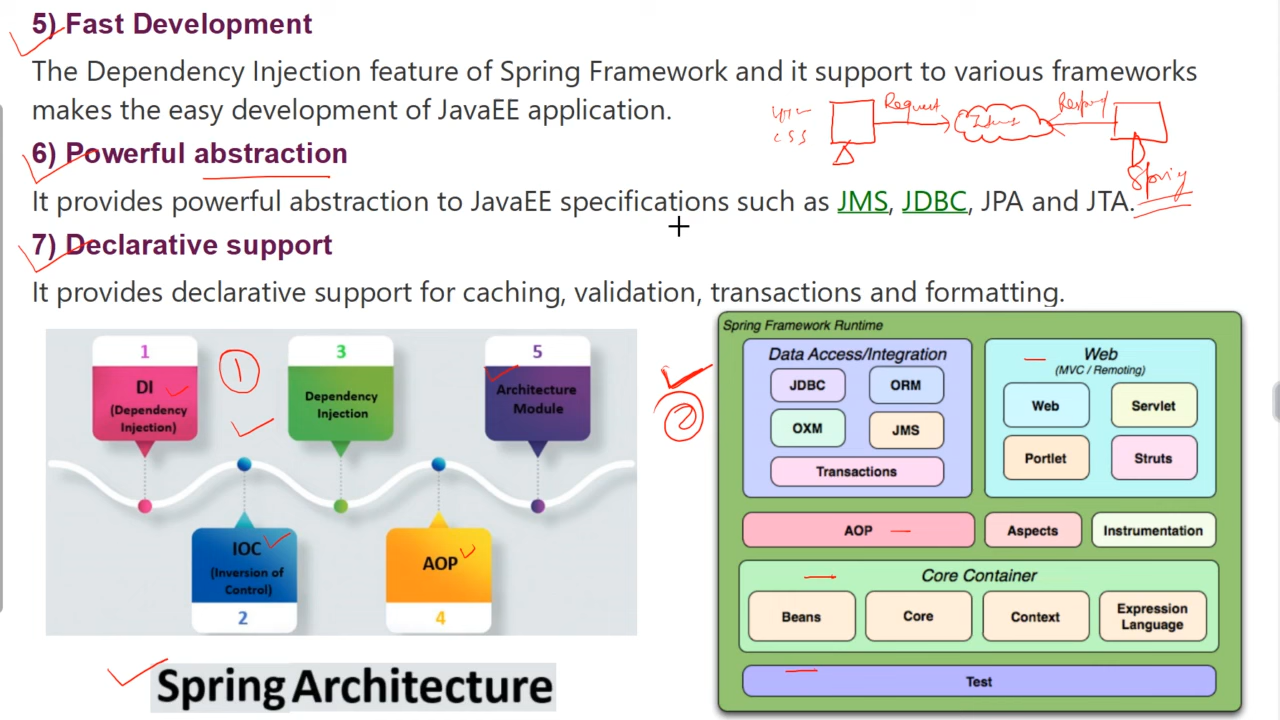 5) Fast Development
The Dependency Injection feature of Spring Framework and it support to various frameworks
makes the easy development of JavaEE application.
Request
CSS
6) Powerful abstraction
Spring
It provides powerful abstraction to JavaEE specifications such as JMS, JDBC, JPA and JTA.
7) Declarative support
It provides declarative support for caching, validation, transactions and formatting.
1
DI
(Dependency
Injection)
1
3
Dependency
Injection
5
Architecture
Module
IOC
(Inversion of
Control)
2
AOP
4
Spring Architecture
2
Spring Framework Runtime
Data Access/Integration
JDBC
ORM
OXM
JMS
Transactions
Web
(MVC / Remoting)
Web
Servlet
Portlet
Struts
AOP
Aspects
Instrumentation
Core Container
Beans
Core
Context
Expression
Language
Test